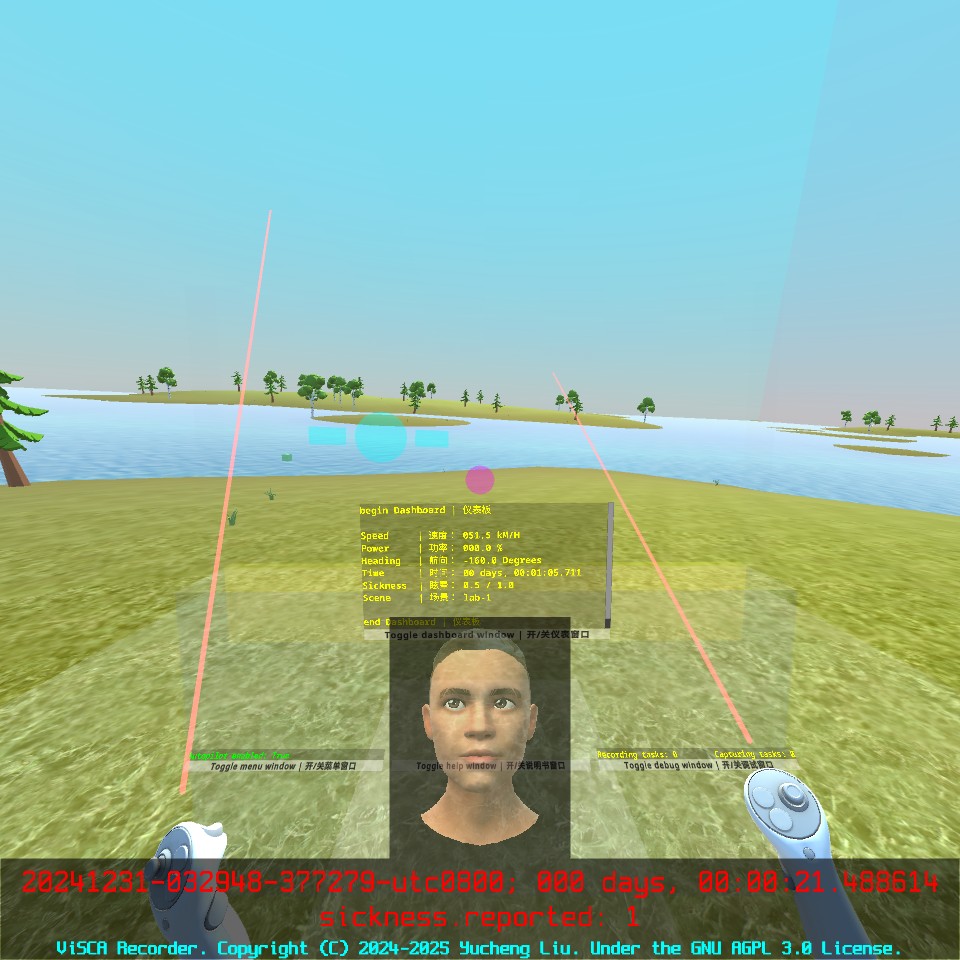 begin Dashboard | 仪表板
Speed | 速度： 051.5 kM/H
Power | 功率： 000.0 %
Heading | 航向： -160.0 Degrees
Time | 时间： 00 days, 00:01:05.711
Sickness | 眩晕： 0.5 / 1.0
Scene | 场景： lab-1
end Dashboard | 仪表板
Toggle dashboard window | 开/关仪表窗口
Recording tasks: 0 Capturing tasks: 0
Toggle menu window | 开/关菜单窗口
Toggle help window | 开/关说明书窗口
Toggle debug window | 开/关调试窗口
20241231-032948-377279-utc0800; 000 days, 00:00:21.488614
sickness.reported: 1
ViSCA Recorder. Copyright (C) 2024-2025 Yucheng Liu. Under the GNU AGPL 3.0 License.